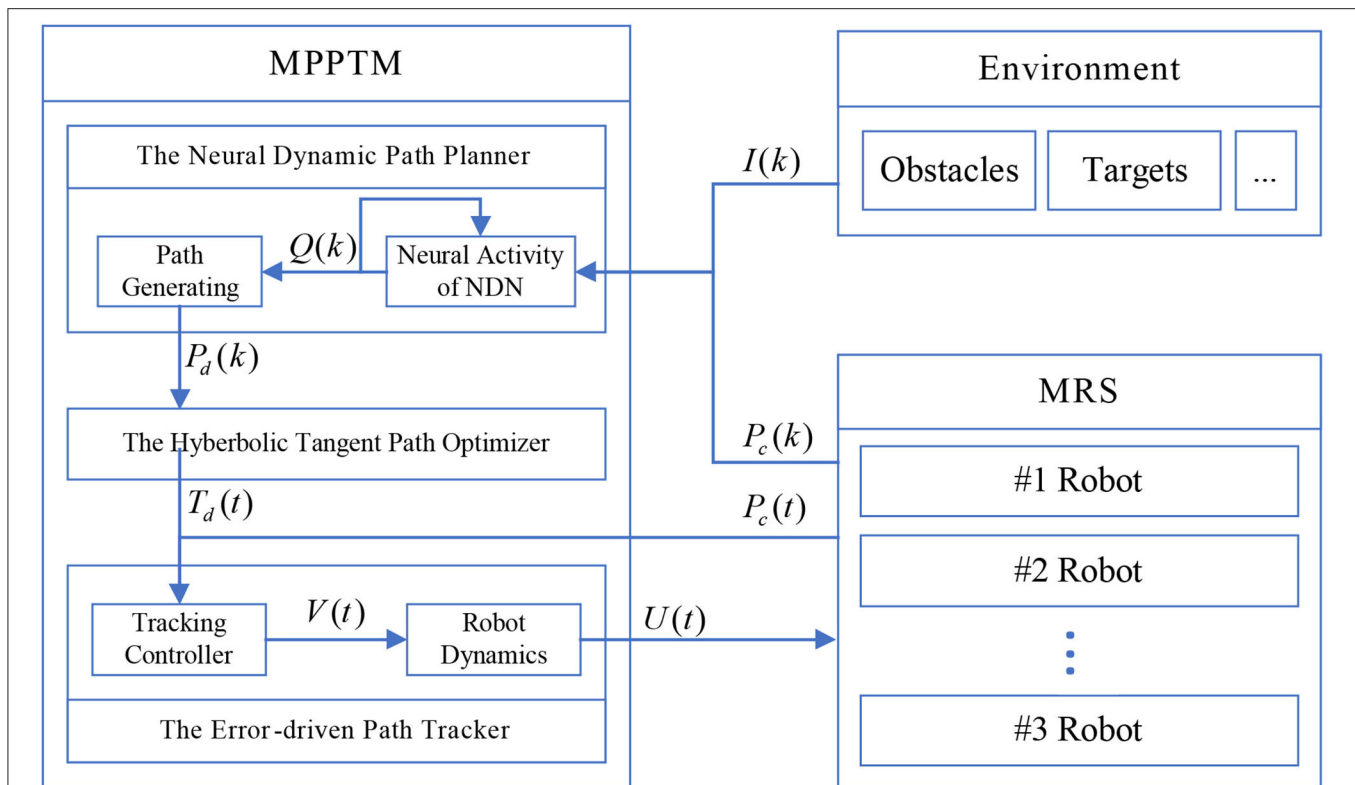 MPPTM
The Neural Dynamic Path Planner
Path
Generating
Q(k)
Neural Activity
of NDN
P_d(k)
The Hyberbolic Tangent Path Optimizer
T_d(t)
Tracking
Controller
V(t)
Robot
Dynamics
The Error-driven Path Tracker
I(k)
P_c(k)
P_c(t)
U(t)
Environment
Obstacles
Targets
...
MRS
#1 Robot
#2 Robot
#3 Robot